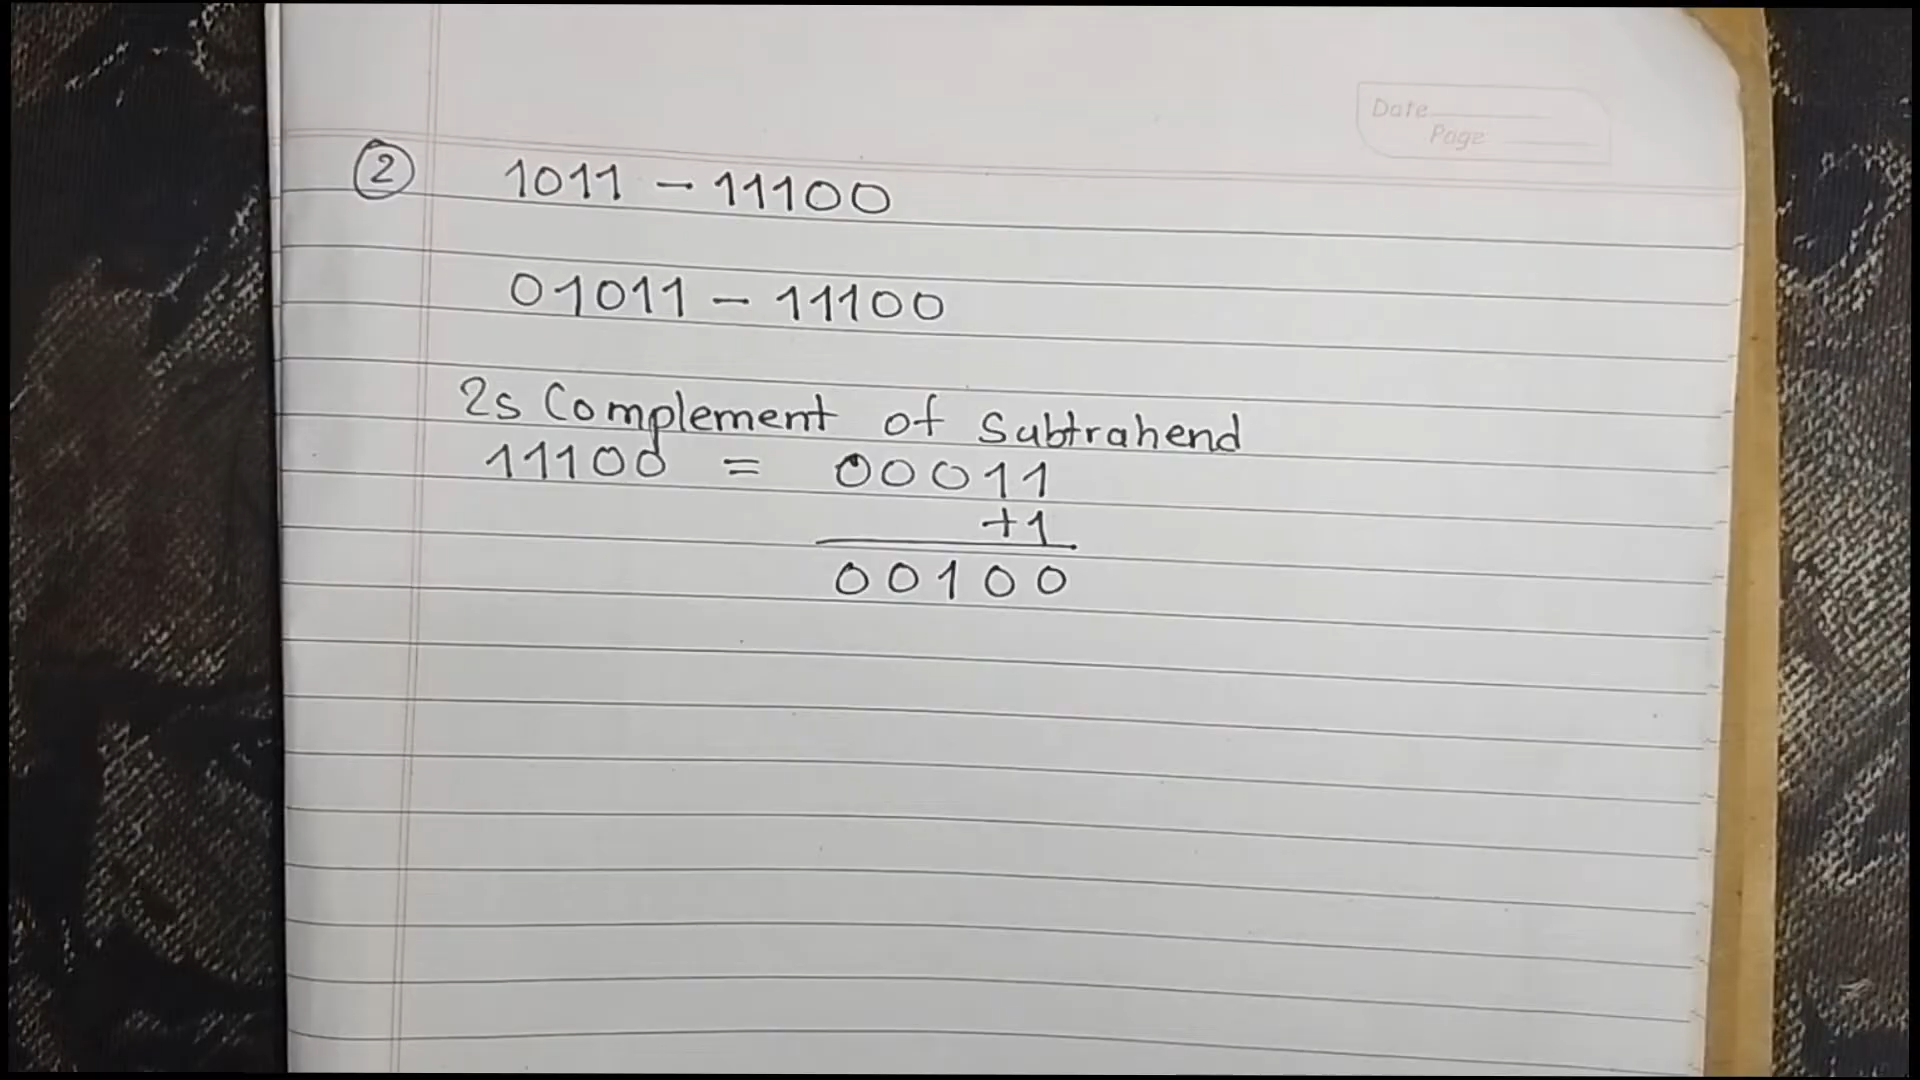 Date
Page
② 1011 - 11100
01011 - 11100
2s Complement of Subtrahend
11100 = 00011
+1
00100